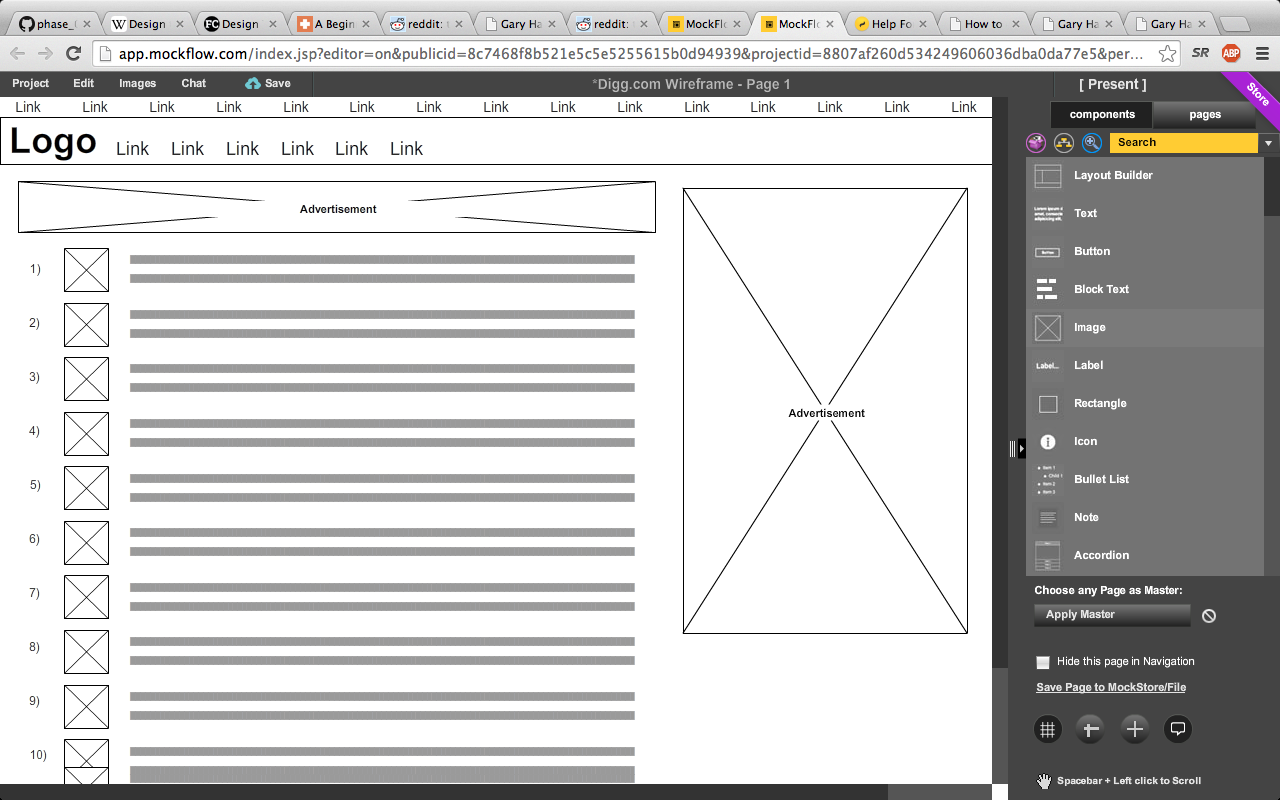 phase_ Design Design A Begin reddit: Gary Ha reddit: MockFlo MockFlo Help Fo How to Gary Ha Gary Ha
app.mockflow.com/index.jsp?editor=on&publicid=8c7468f8b521e5c5e5255615b0d94939&projectid=8807af260d534249606036dba0da77e5&per... SR ABP
Project Edit Images Chat Save *Digg.com Wireframe - Page 1 [ Present ] Store
Link Link Link Link Link Link Link Link Link Link Link Link Link Link Link
components pages
Logo Link Link Link Link Link Link
Search
Advertisement
1)
2)
3)
4)
5)
6)
7)
8)
9)
10)
Advertisement
Layout Builder
Text
Button
Block Text
Image
Label... Label
Rectangle
Icon
Bullet List
Note
Accordion
Choose any Page as Master:
Apply Master
Hide this page in Navigation
Save Page to MockStore/File
Spacebar + Left click to Scroll